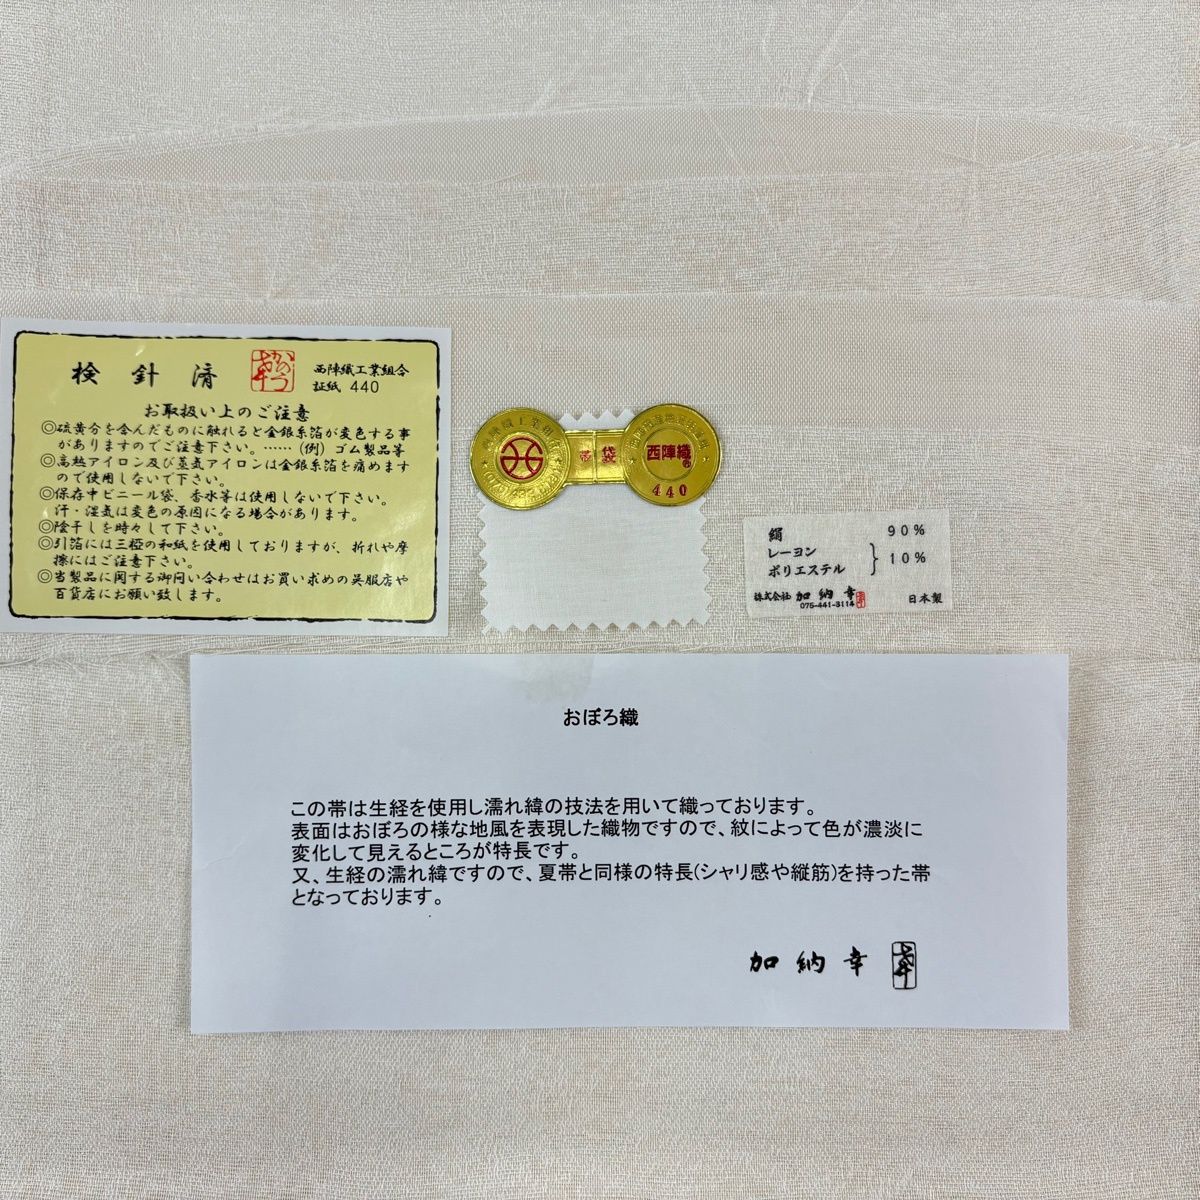 検針済
西陣織工業組合
証紙 440
お取扱い上のご注意
◎硫黄分を含んだものに触れると金銀糸箔が変色する事
がありますのでご注意下さい。……(例)ゴム製品等
◎高熱アイロン及び蒸気アイロンは金銀糸箔を痛めます
ので使用しないで下さい。
◎保存中ビニール袋、香水等は使用しないで下さい。
汗・湿気は変色の原因になる場合があります。
◎陰干しを時々して下さい。
◎引箔には三椏の和紙を使用しておりますが、折れや摩
擦にはご注意下さい。
◎当製品に関する御問い合わせはお買い求めの呉服店や
百貨店にお願い致します。
西陣織工業組合
帯 袋
西陣織
440
絹 90%
レーヨン
ポリエステル } 10%
株式会社 加納幸
075-441-3114
日本製
おぼろ織
この帯は生経を使用し濡れ緯の技法を用いて織っております。
表面はおぼろの様な地風を表現した織物ですので、紋によって色が濃淡に
変化して見えるところが特長です。
又、生経の濡れ緯ですので、夏帯と同様の特長(シャリ感や縦筋)を持った帯
となっております。
加納幸